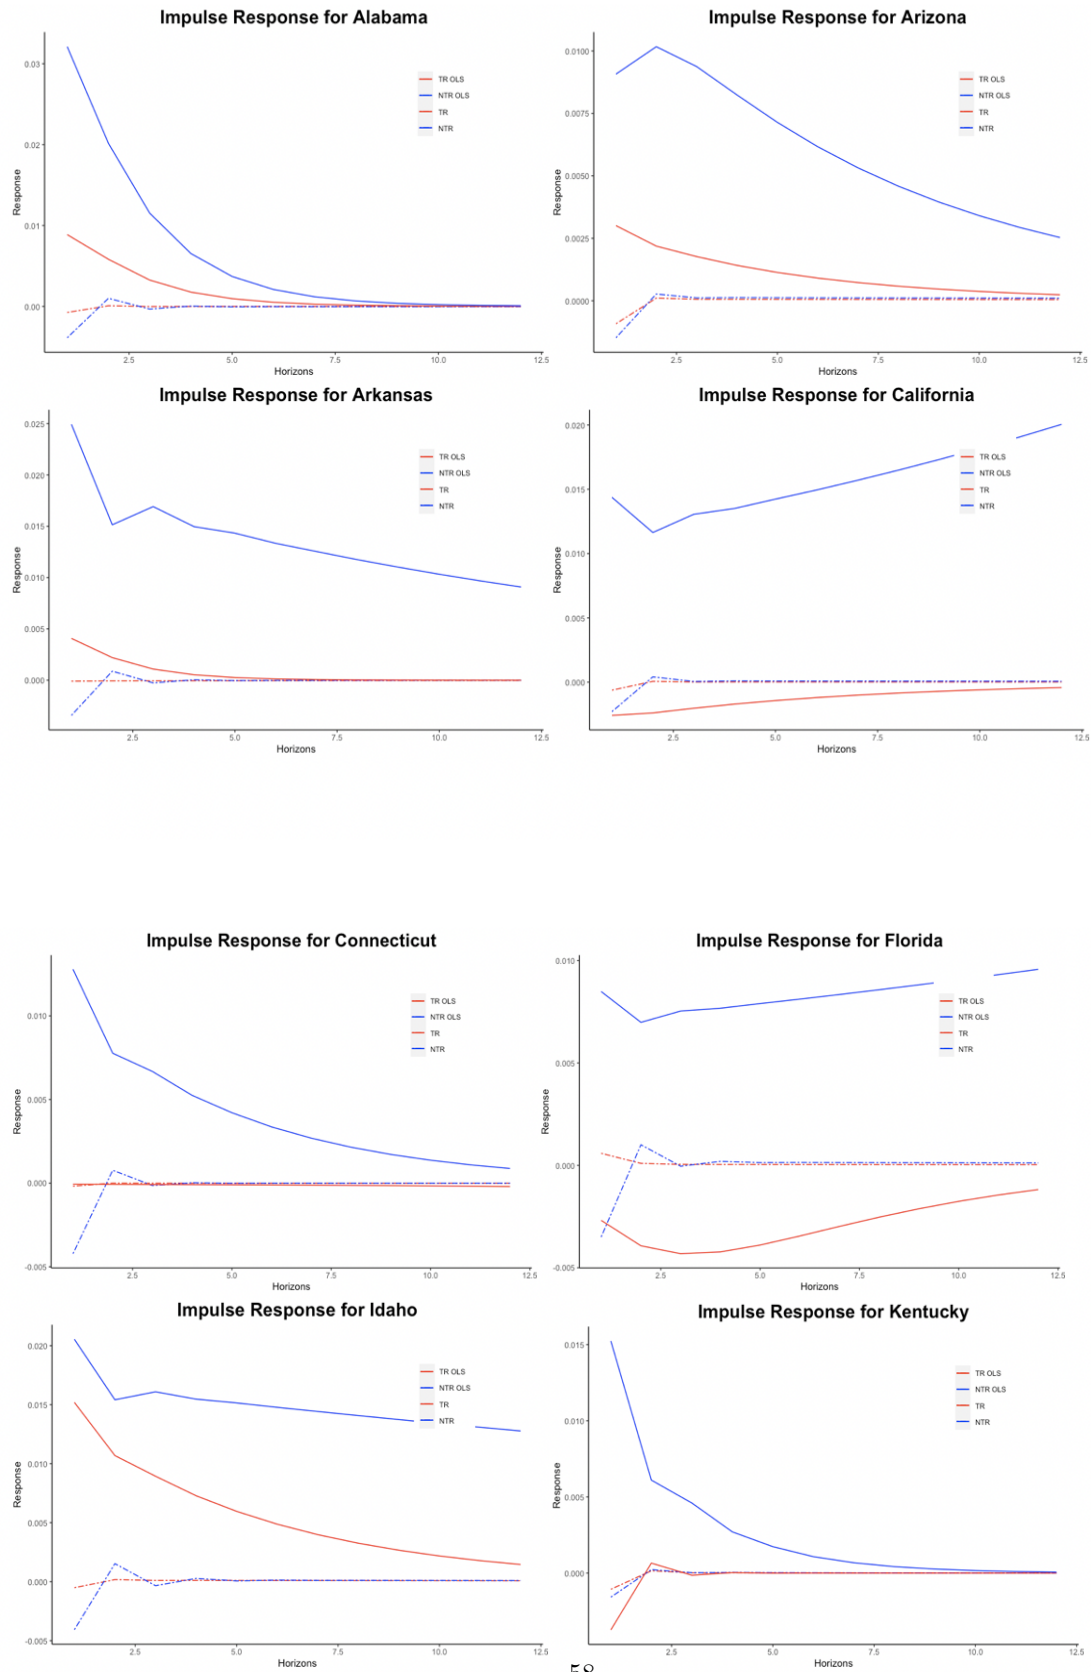 Impulse Response for Alabama
0.03
0.02
0.01
0.00
Response
2.5 5.0 7.5 10.0 12.5
Horizons
TR OLS
NTR OLS
TR
NTR
Impulse Response for Arizona
0.0100
0.0075
0.0050
0.0025
0.0000
Response
2.5 5.0 7.5 10.0 12.5
Horizons
TR OLS
NTR OLS
TR
NTR
Impulse Response for Arkansas
0.025
0.020
0.015
0.010
0.005
0.000
Response
2.5 5.0 7.5 10.0 12.5
Horizons
TR OLS
NTR OLS
TR
NTR
Impulse Response for California
0.020
0.015
0.010
0.005
0.000
Response
2.5 5.0 7.5 10.0 12.5
Horizons
TR OLS
NTR OLS
TR
NTR
Impulse Response for Connecticut
0.010
0.005
0.000
-0.005
Response
2.5 5.0 7.5 10.0 12.5
Horizons
TR OLS
NTR OLS
TR
NTR
Impulse Response for Florida
0.010
0.005
0.000
-0.005
Response
2.5 5.0 7.5 10.0 12.5
Horizons
TR OLS
NTR OLS
TR
NTR
Impulse Response for Idaho
0.020
0.015
0.010
0.005
0.000
-0.005
Response
2.5 5.0 7.5 10.0 12.5
Horizons
TR OLS
NTR OLS
TR
NTR
Impulse Response for Kentucky
0.015
0.010
0.005
0.000
Response
2.5 5.0 7.5 10.0 12.5
Horizons
TR OLS
NTR OLS
TR
NTR
58